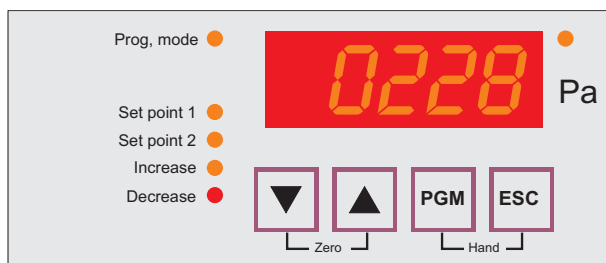 Prog, mode
0228
Pa
Set point 1
Set point 2
Increase
Decrease
PGM ESC
Zero Hand